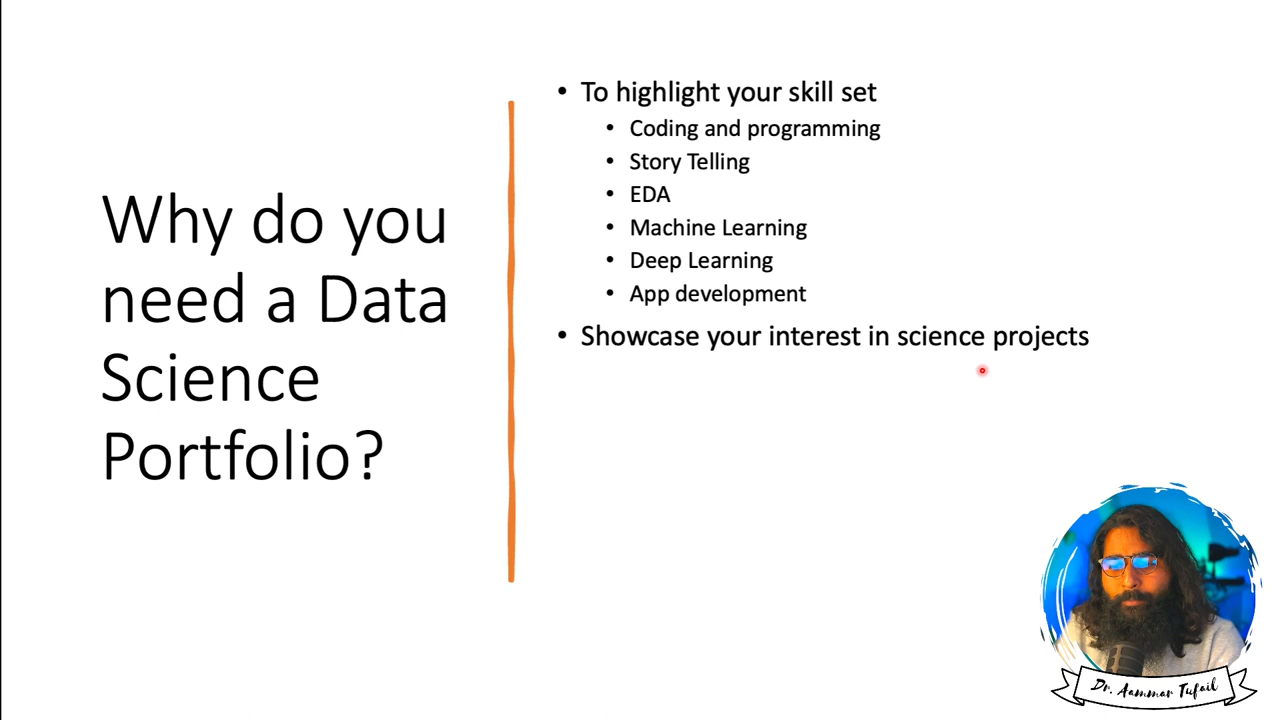 Why do you
need a Data
Science
Portfolio?
• To highlight your skill set
• Coding and programming
• Story Telling
• EDA
• Machine Learning
• Deep Learning
• App development
• Showcase your interest in science projects
Dr. Aammar Tufail